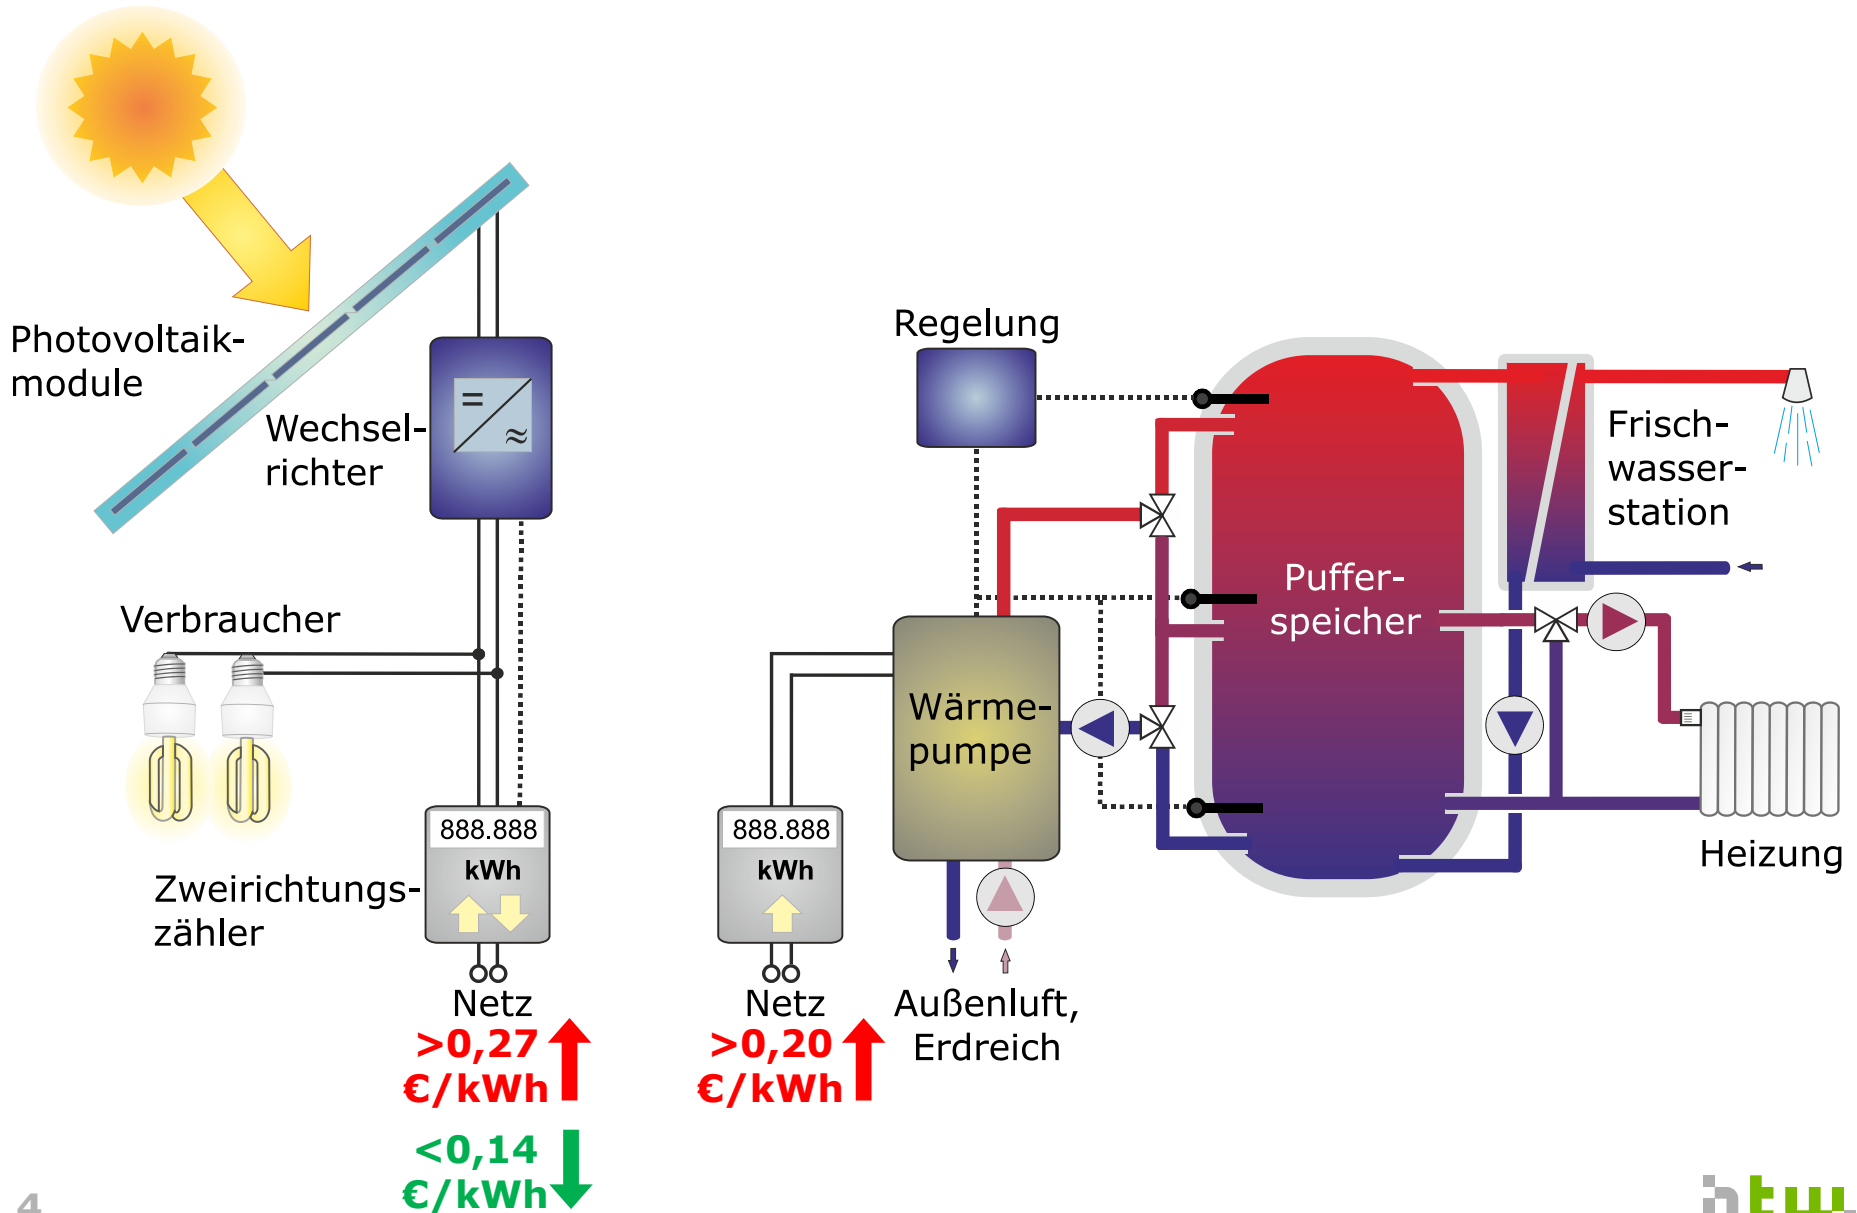 Photovoltaik-
module
Wechsel-
richter
=
≈
Verbraucher
888.888
kWh
Zweirichtungs-
zähler
Netz
>0,27
€/kWh
<0,14
€/kWh
888.888
kWh
Netz
>0,20
€/kWh
Regelung
Wärme-
pumpe
Außenluft,
Erdreich
Puffer-
speicher
Frisch-
wasser-
station
Heizung
4
htw